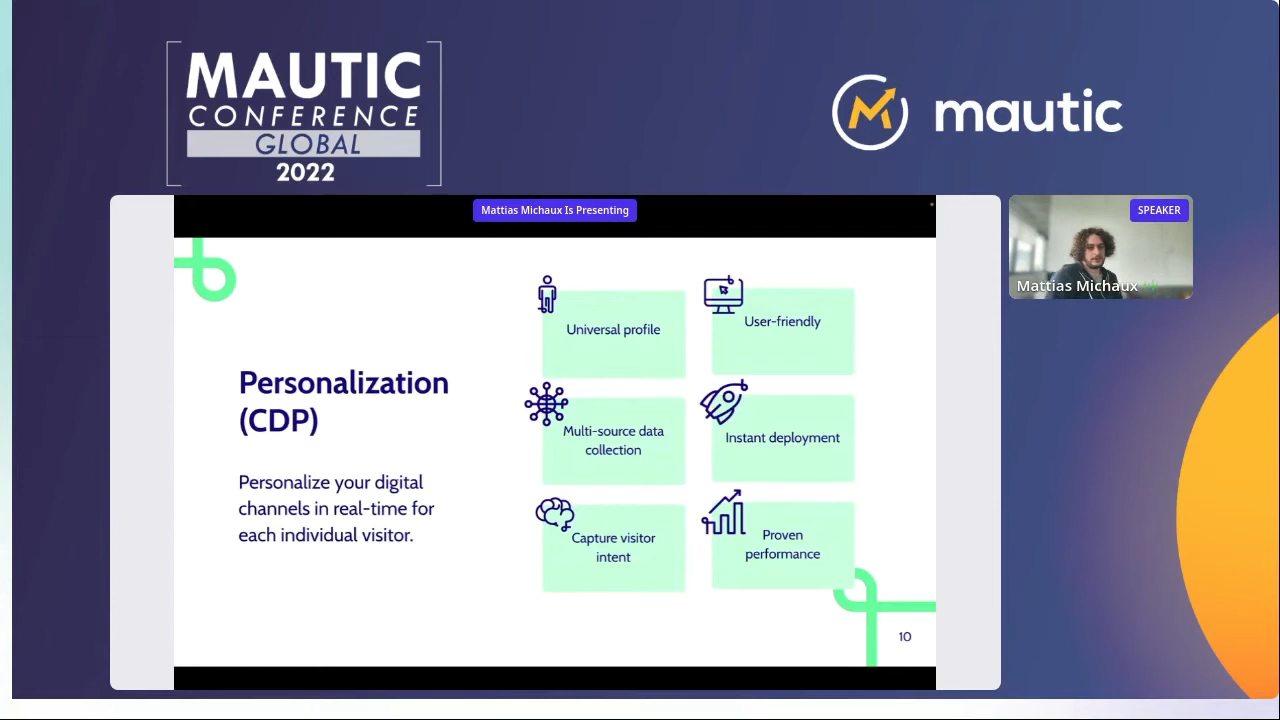 MAUTIC
CONFERENCE
GLOBAL
2022
mautic
Mattias Michaux Is Presenting
SPEAKER
Mattias Michaux
Personalization
(CDP)
Personalize your digital
channels in real-time for
each individual visitor.
Universal profile
User-friendly
Multi-source data
collection
Instant deployment
Capture visitor
intent
Proven
performance
10